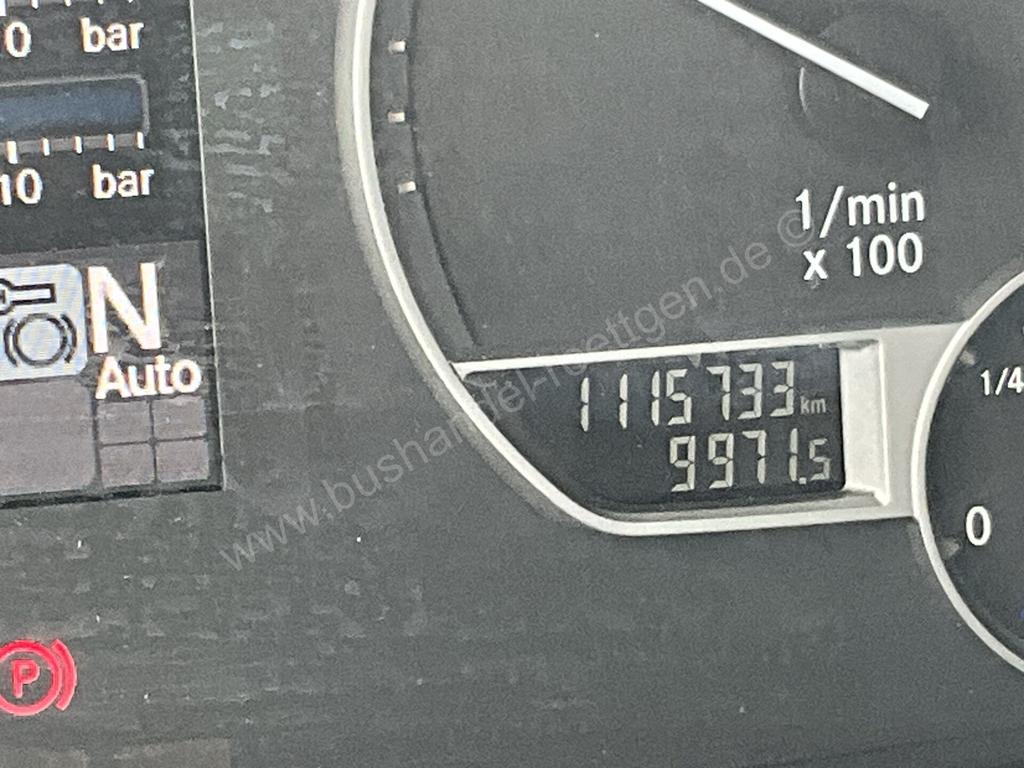 0 bar
10 bar
N
Auto
1/min
x 100
1115733 km
9971.5
1/4
0
P
www.bushandel-roettgen.de ©